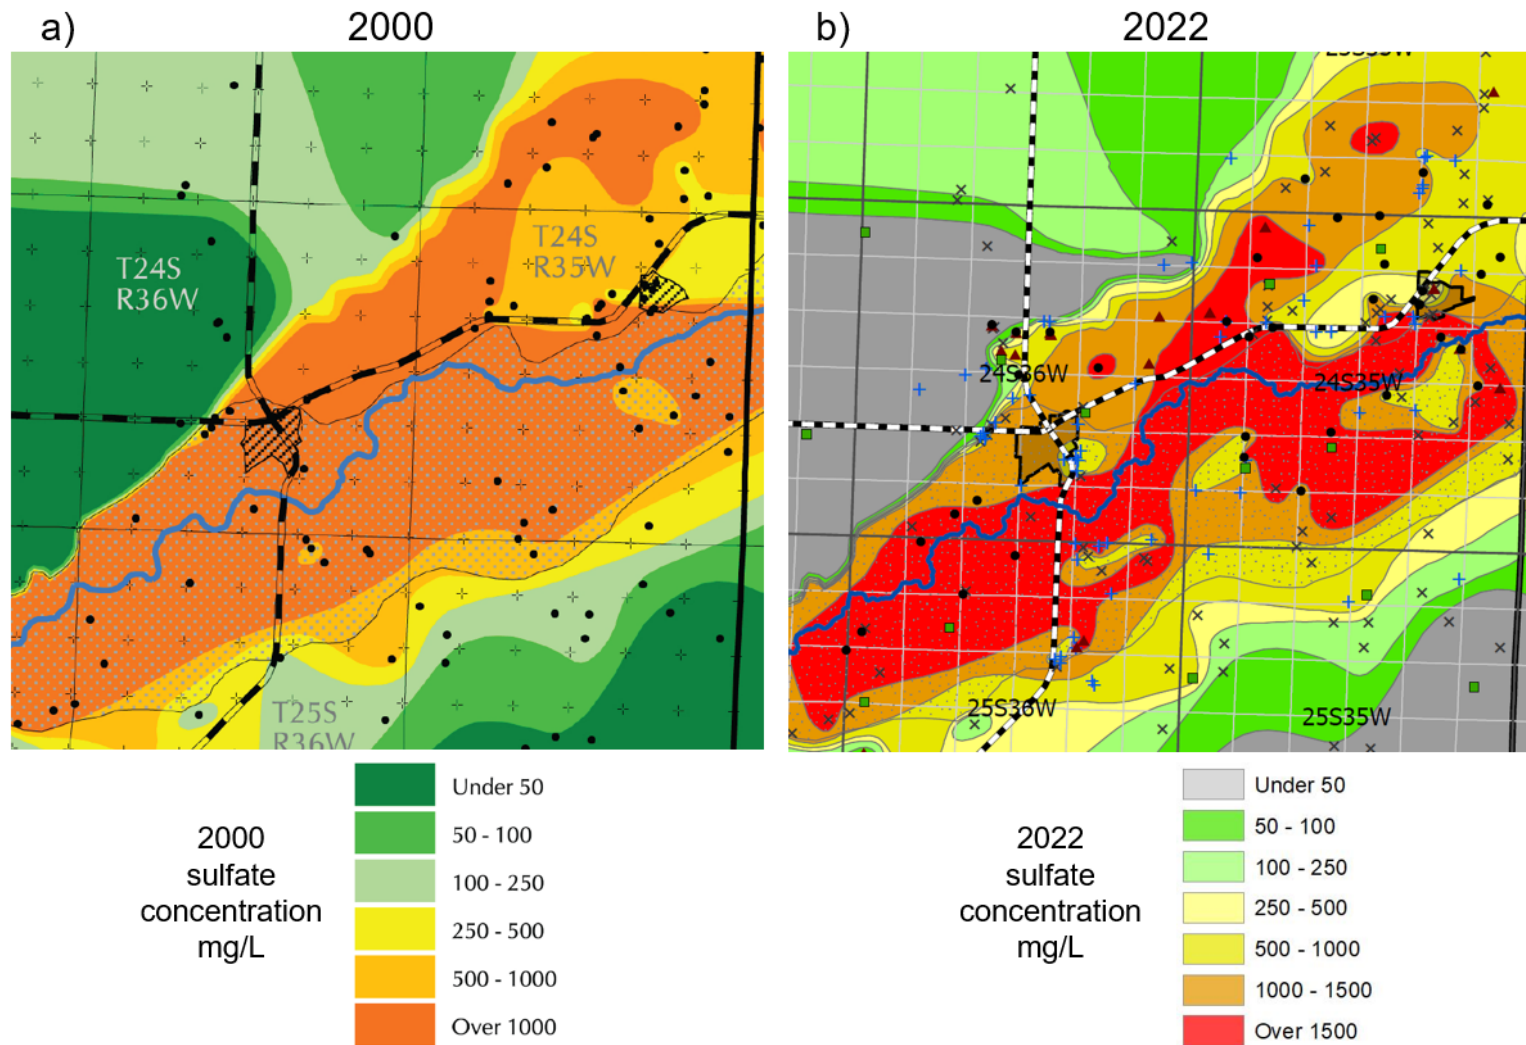 a)
2000
b)
2022
T24S
R36W
T24S
R35W
T25S
R36W
24S36W
24S35W
25S36W
25S35W
2000
sulfate
concentration
mg/L
Under 50
50 - 100
100 - 250
250 - 500
500 - 1000
Over 1000
2022
sulfate
concentration
mg/L
Under 50
50 - 100
100 - 250
250 - 500
500 - 1000
1000 - 1500
Over 1500